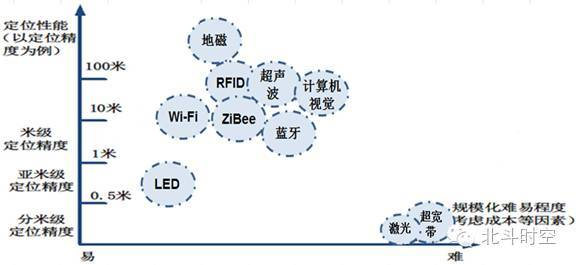 定位性能
（以定位精
度为例）
地磁
100米
RFID
超声
波
计算机
视觉
10米
Wi-Fi
ZiBee
蓝牙
米级
定位精度
1米
亚米级
定位精度
LED
0.5米
规模化难易程度
考虑成本等因素）
分米级
定位精度
激光
超宽
带
北斗时空
易
难